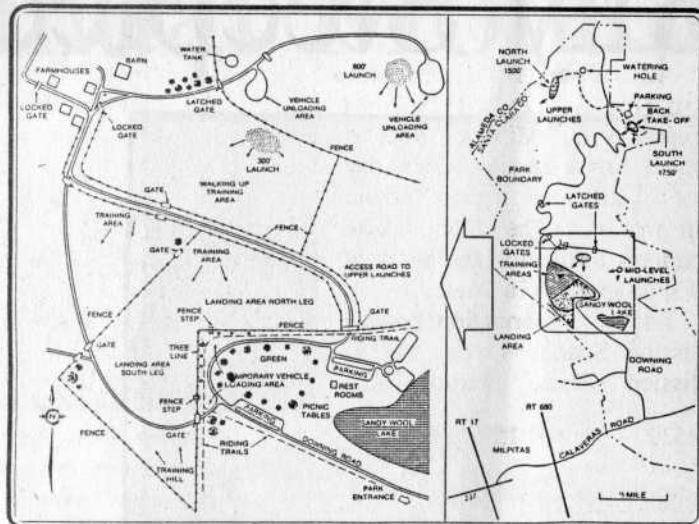 WATER
TANK
BARN
FARMHOUSES
LOCKED
GATE
LOCKED
GATE
LATCHED
GATE
VEHICLE
UNLOADING
AREA
600'
LAUNCH
VEHICLE
UNLOADING
AREA
300'
LAUNCH
FENCE
WALKING UP
TRAINING
AREA
GATE
TRAINING
AREA
GATE
TRAINING
AREA
FENCE
ACCESS ROAD TO
UPPER LAUNCHES
LANDING AREA NORTH LEG
FENCE
STEP
FENCE
GATE
RIDING TRAIL
FENCE
GATE
TREE
LINE
GREEN
PARKING
LANDING AREA
SOUTH LEG
TEMPORARY VEHICLE
LOADING AREA
REST
ROOMS
FENCE
STEP
PICNIC
TABLES
PARKING
SANDY WOOL
LAKE
N
FENCE
GATE
RIDING
TRAILS
DOWNING ROAD
TRAINING
HILL
PARK
ENTRANCE
NORTH
LAUNCH
1500'
WATERING
HOLE
UPPER
LAUNCHES
PARKING
BACK
TAKE-OFF
ALAMEDA CO.
SANTA CLARA CO.
SOUTH
LAUNCH
1750'
PARK
BOUNDARY
LATCHED
GATES
LOCKED
GATES
TRAINING
AREAS
MID-LEVEL
LAUNCHES
SANDY WOOL
LAKE
LANDING
AREA
DOWNING
ROAD
RT 17
RT 680
MILPITAS
CALAVERAS ROAD
237
MILE